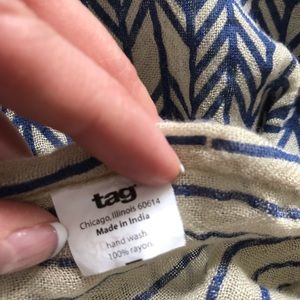 tag
Chicago, Illinois 60614
Made in India
hand wash
100% rayon